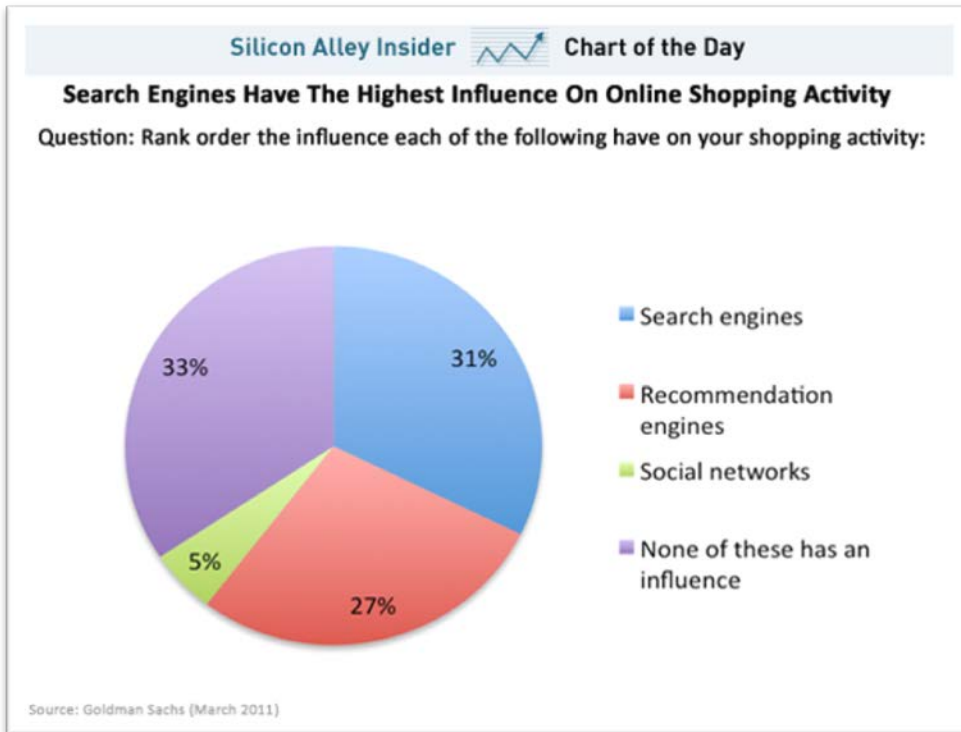 Silicon Alley Insider Chart of the Day
Search Engines Have The Highest Influence On Online Shopping Activity
Question: Rank order the influence each of the following have on your shopping activity:
33%
31%
5%
27%
Search engines
Recommendation
engines
Social networks
None of these has an
influence
Source: Goldman Sachs (March 2011)